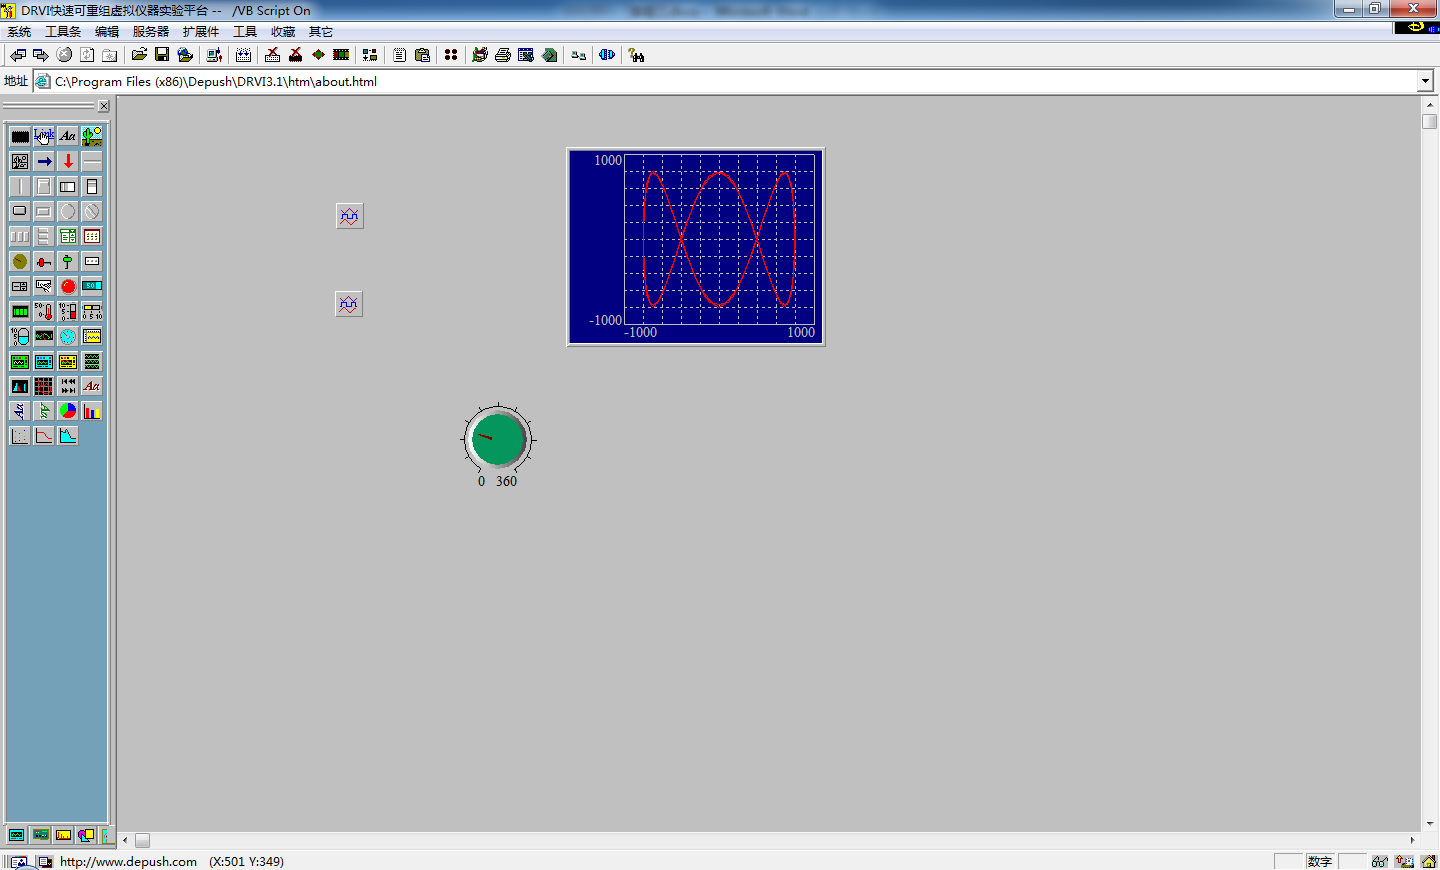 DRVI快速可重组虚拟仪器实验平台 -- /VB Script On
系统 工具条 编辑 服务器 扩展件 工具 收藏 其它
地址 C:\Program Files (x86)\Depush\DRVI3.1\htm\about.html
1000
-1000
-1000 1000
0 360
http://www.depush.com (X:501 Y:349)
数字